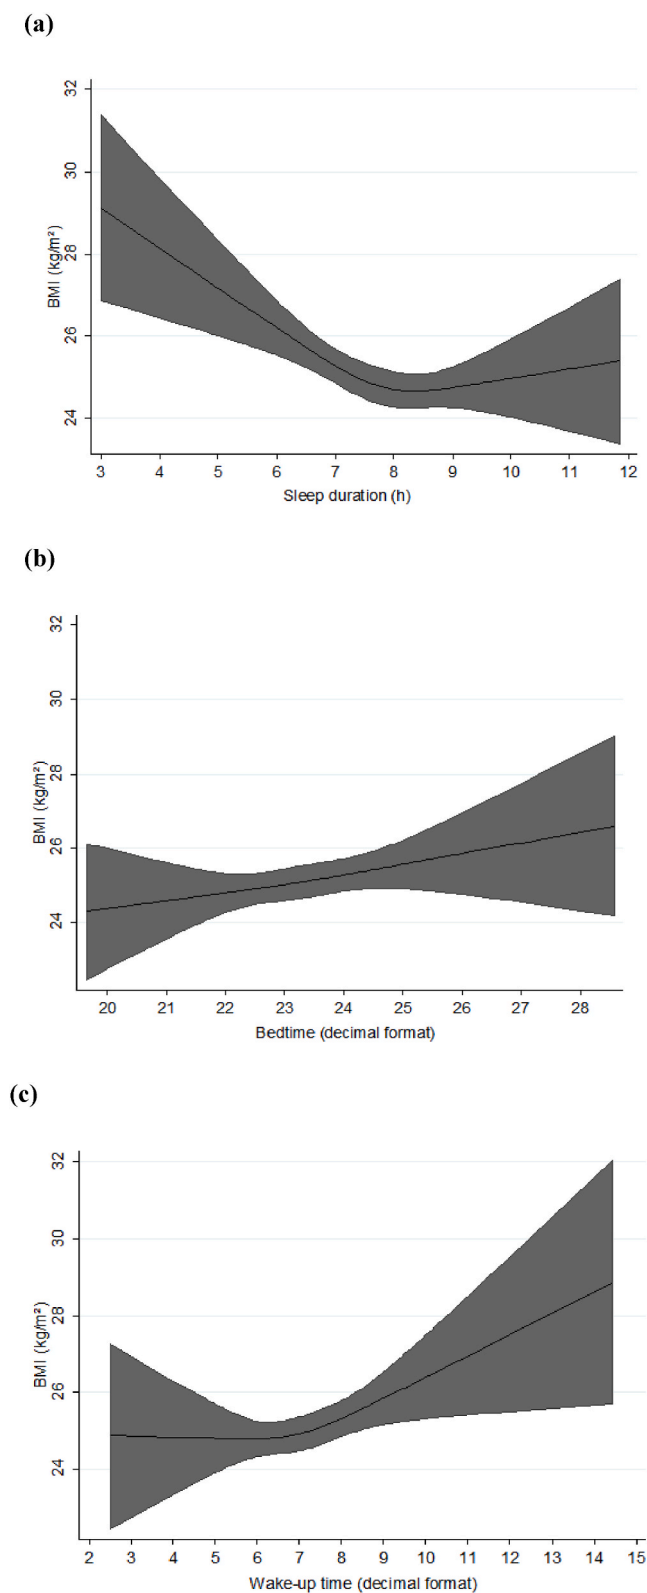 (a)
32
30
28
26
24
BMI (kg/m²)
3 4 5 6 7 8 9 10 11 12
Sleep duration (h)
(b)
32
30
28
26
24
BMI (kg/m²)
20 21 22 23 24 25 26 27 28
Bedtime (decimal format)
(c)
32
30
28
26
24
BMI (kg/m²)
2 3 4 5 6 7 8 9 10 11 12 13 14 15
Wake-up time (decimal format)